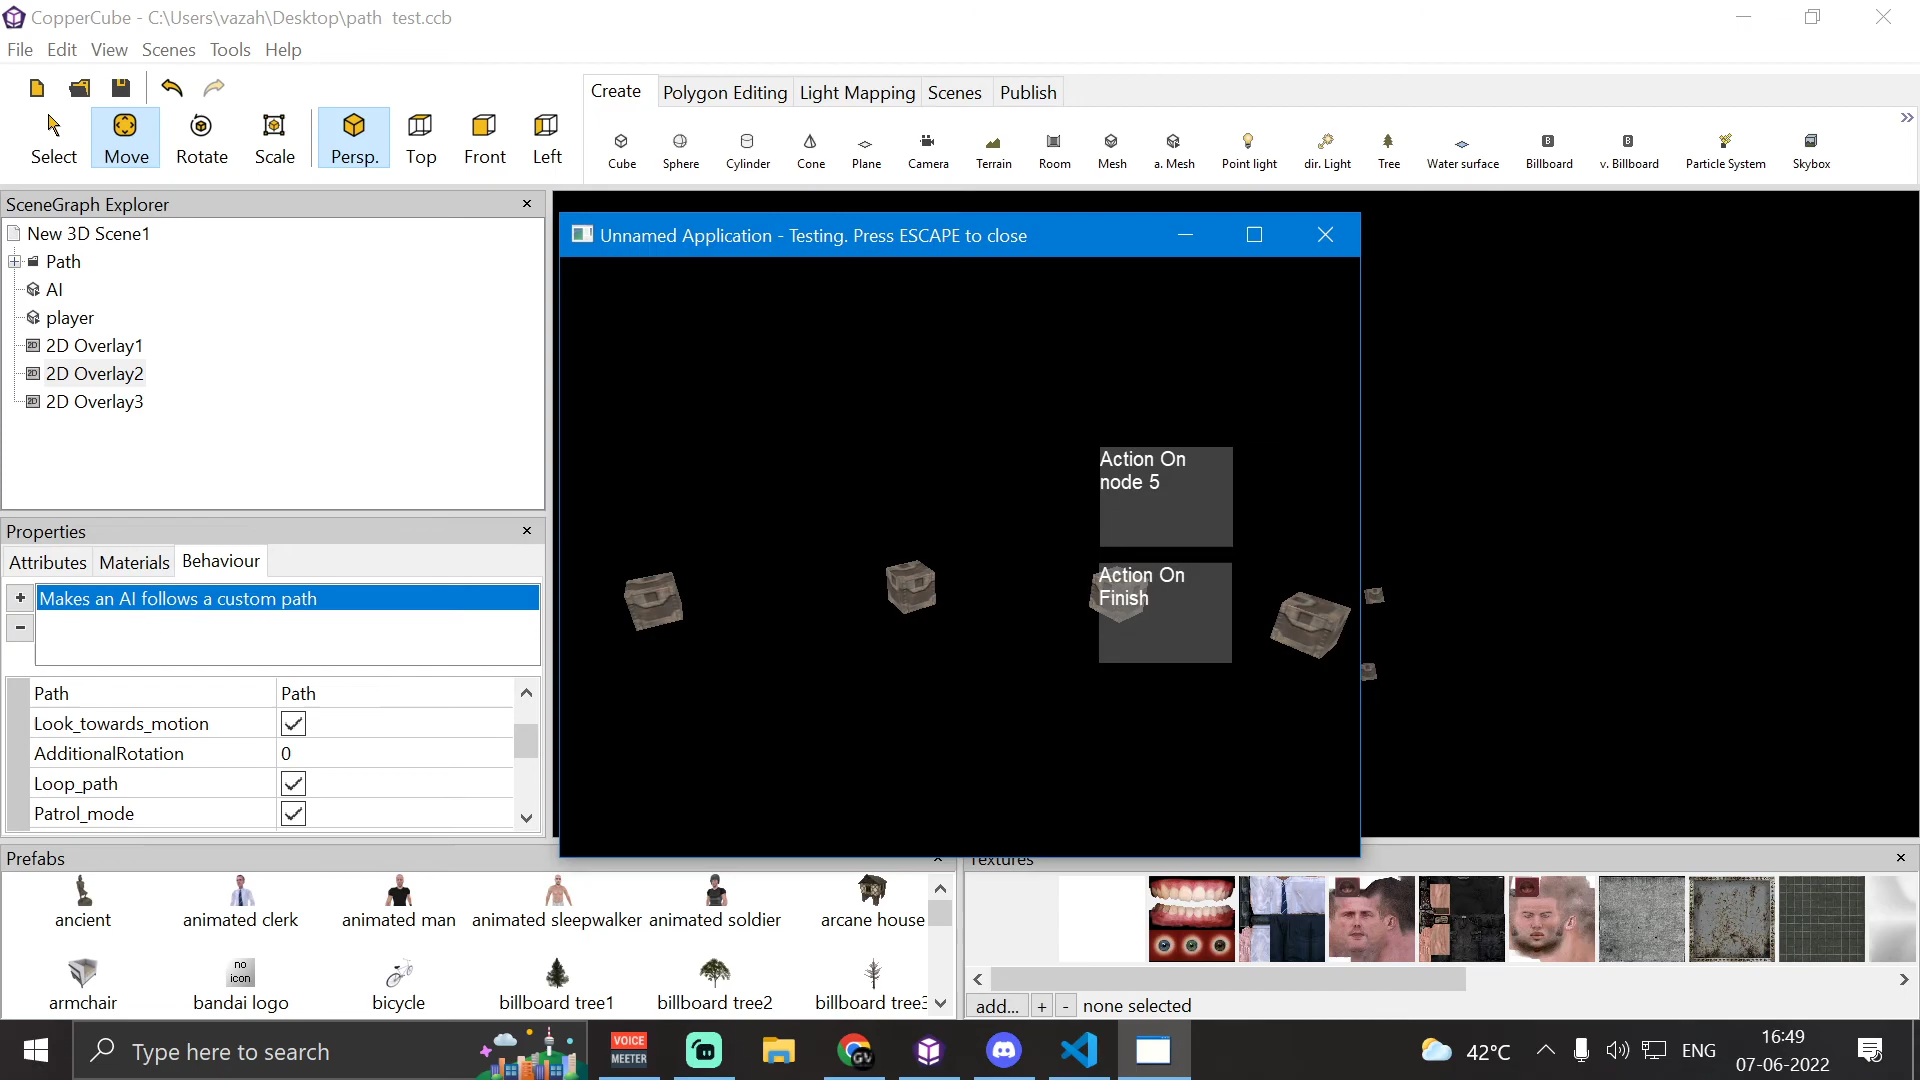 CopperCube - C:\Users\vazah\Desktop\path  test.ccb
File Edit View Scenes Tools Help
Create Polygon Editing Light Mapping Scenes Publish
Select Move Rotate Scale Persp. Top Front Left
Cube Sphere Cylinder Cone Plane Camera Terrain Room Mesh a. Mesh Point light dir. Light Tree Water surface Billboard v. Billboard Particle System Skybox
SceneGraph Explorer
New 3D Scene1
Path
AI
player
2D Overlay1
2D Overlay2
2D Overlay3
Unnamed Application - Testing. Press ESCAPE to close
Action On
node 5
Action On
Finish
Properties
Attributes Materials Behaviour
Makes an AI follows a custom path
Path Path
Look_towards_motion
AdditionalRotation 0
Loop_path
Patrol_mode
Prefabs
ancient animated clerk animated man animated sleepwalker animated soldier arcane house
no
icon
armchair bandai logo bicycle billboard tree1 billboard tree2 billboard tree3
Textures
add... + - none selected
Type here to search
VOICE
MEETER
GV
42°C
ENG
16:49
07-06-2022